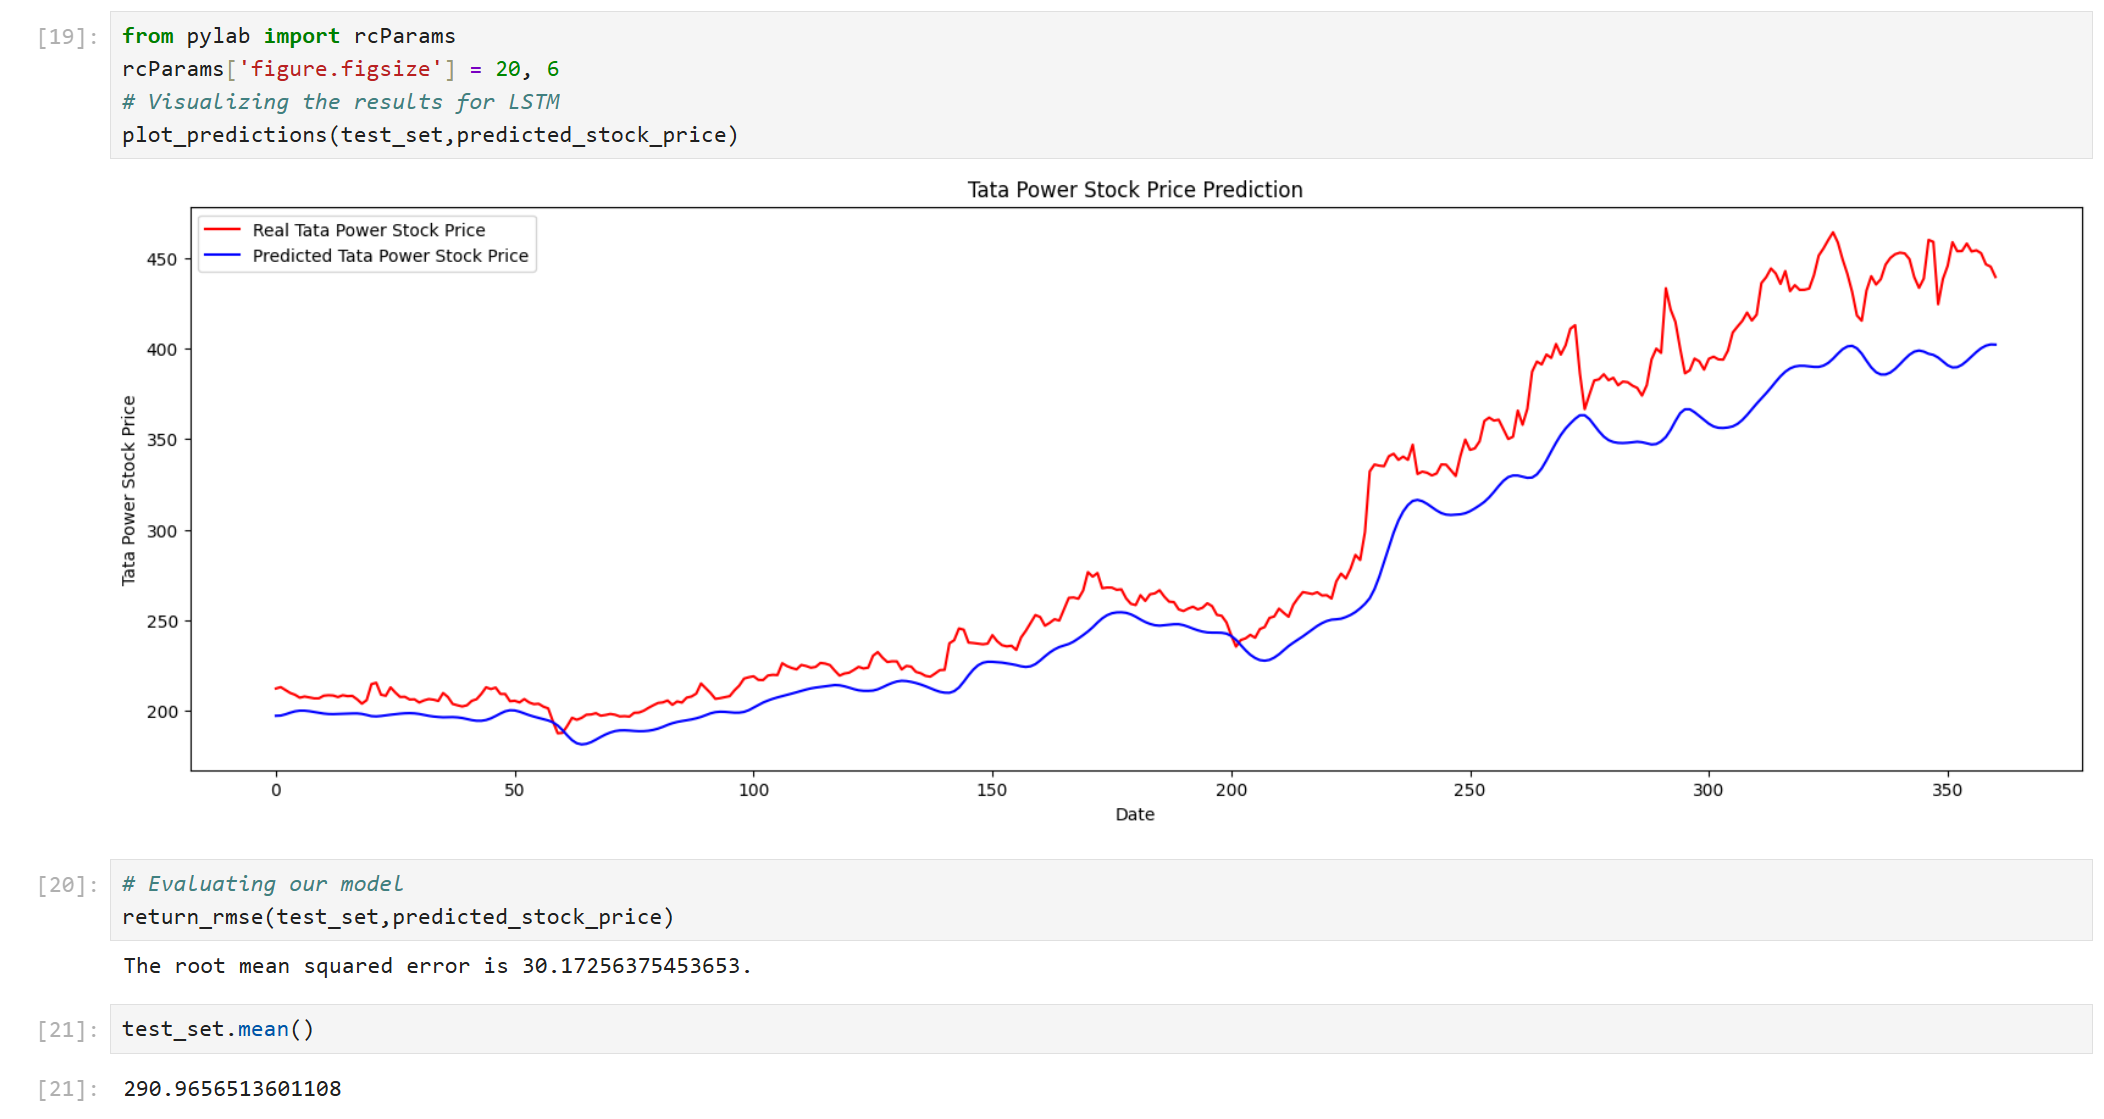 [19]:
from pylab import rcParams
rcParams['figure.figsize'] = 20, 6
# Visualizing the results for LSTM
plot_predictions(test_set,predicted_stock_price)
Tata Power Stock Price Prediction
Real Tata Power Stock Price
Predicted Tata Power Stock Price
Tata Power Stock Price
450
400
350
300
250
200
0 50 100 150 200 250 300 350
Date
[20]:
# Evaluating our model
return_rmse(test_set,predicted_stock_price)
The root mean squared error is 30.17256375453653.
[21]:
test_set.mean()
[21]:
290.9656513601108